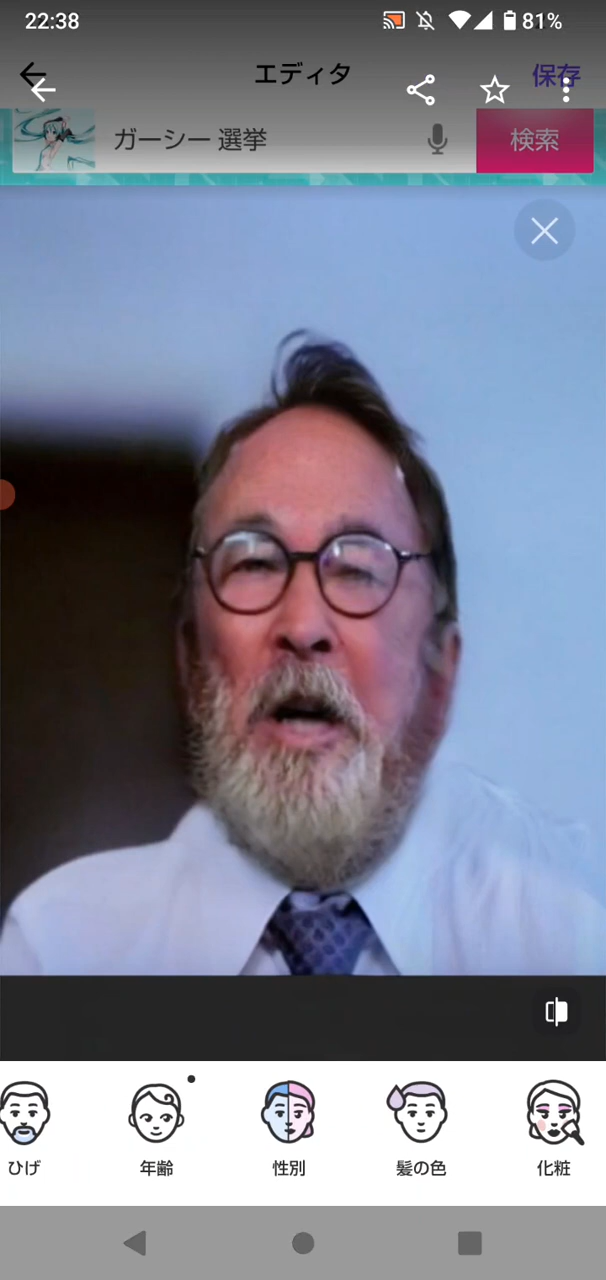 22:38
81%
エディタ
保存
ガーシー 選挙
検索
ひげ
年齢
性別
髪の色
化粧